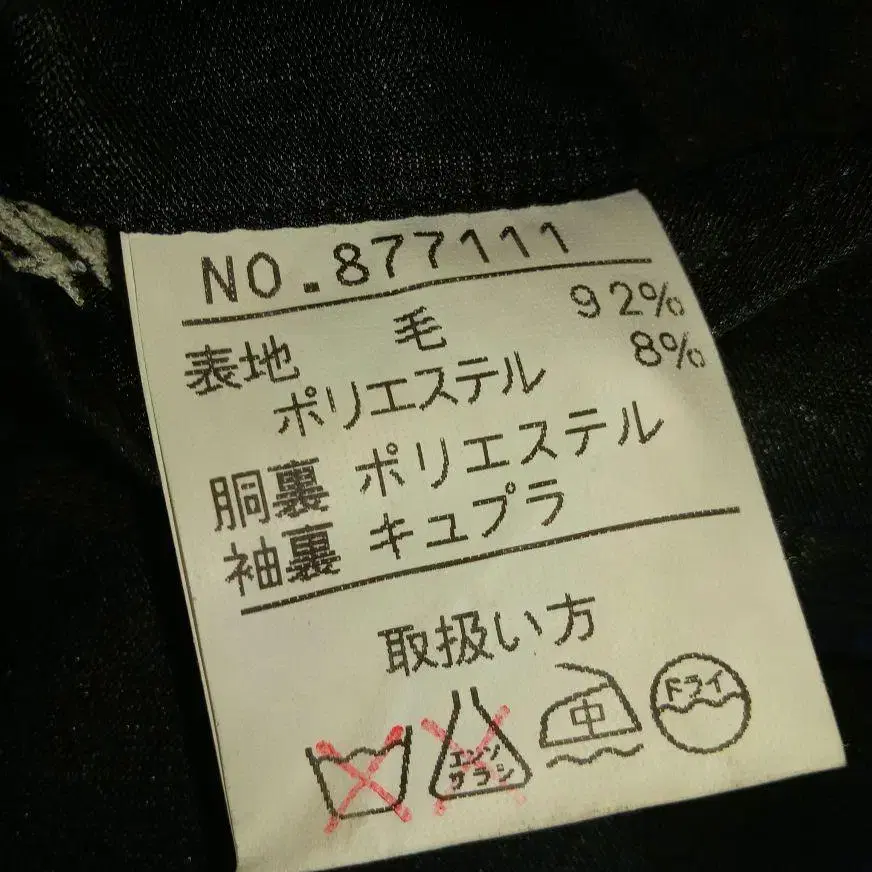 NO.877111
表地 毛 92%
ポリエステル 8%
胴裏 ポリエステル
袖裏 キュプラ
取扱い方
エンソ
サラシ
中
ドライ